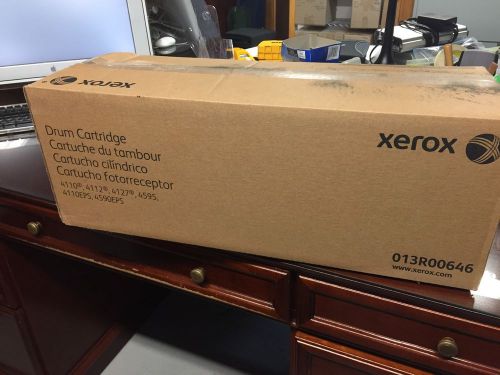 xerox
Drum Cartridge
Cartouche du tambour
Cartucho cilíndrico
Cartucho fotorreceptor
4110®, 4112®, 4127®, 4595,
4110EPS, 4590EPS
xerox
013R00646
www.xerox.com